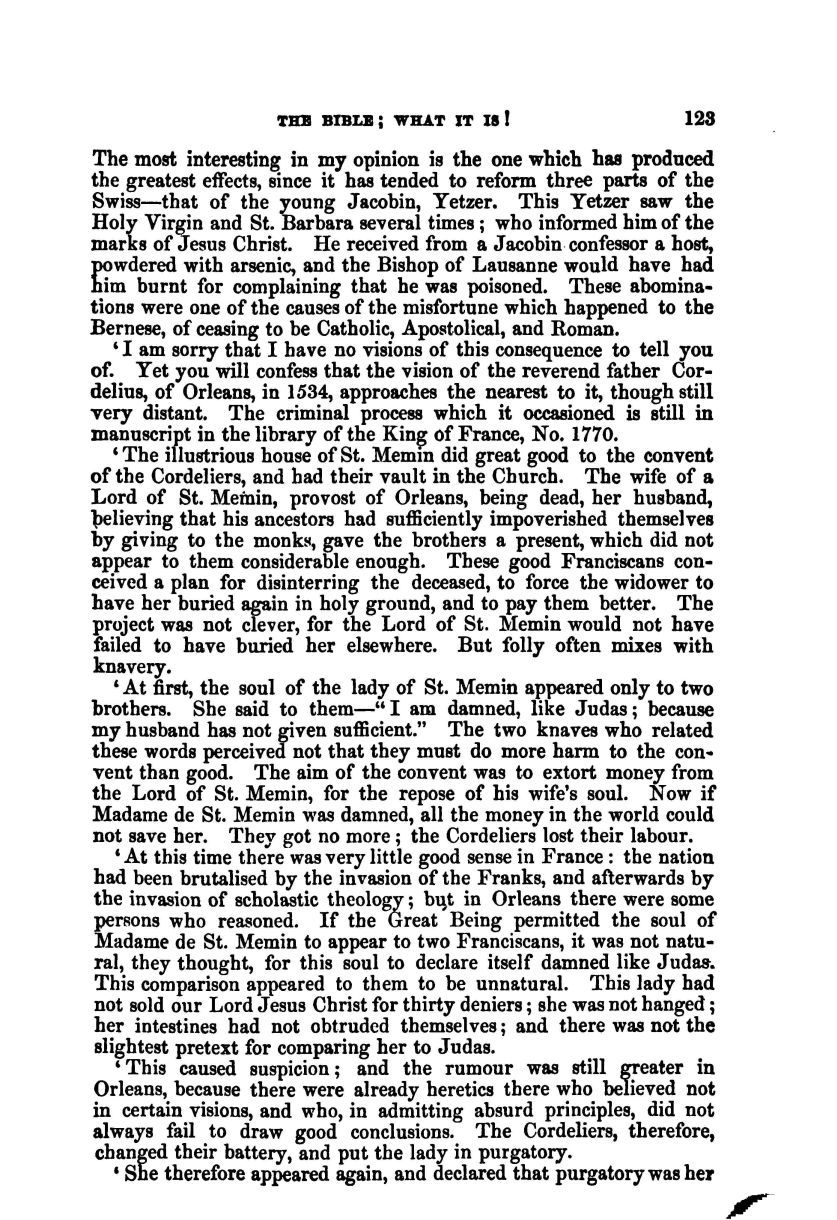 THE BIBLE; WHAT IT IS! 123
The most interesting in my opinion is the one which has produced
the greatest effects, since it has tended to reform three parts of the
Swiss—that of the young Jacobin, Yetzer. This Yetzer saw the
Holy Virgin and St. Barbara several times; who informed him of the
marks of Jesus Christ. He received from a Jacobin confessor a host,
powdered with arsenic, and the Bishop of Lausanne would have had
him burnt for complaining that he was poisoned. These abomina-
tions were one of the causes of the misfortune which happened to the
Bernese, of ceasing to be Catholic, Apostolical, and Roman.
‘I am sorry that I have no visions of this consequence to tell you
of. Yet you will confess that the vision of the reverend father Cor-
delius, of Orleans, in 1534, approaches the nearest to it, though still
very distant. The criminal process which it occasioned is still in
manuscript in the library of the King of France, No. 1770.
‘The illustrious house of St. Memin did great good to the convent
of the Cordeliers, and had their vault in the Church. The wife of a
Lord of St. Memin, provost of Orleans, being dead, her husband,
believing that his ancestors had sufficiently impoverished themselves
by giving to the monks, gave the brothers a present, which did not
appear to them considerable enough. These good Franciscans con-
ceived a plan for disinterring the deceased, to force the widower to
have her buried again in holy ground, and to pay them better. The
project was not clever, for the Lord of St. Memin would not have
failed to have buried her elsewhere. But folly often mixes with
knavery.
‘At first, the soul of the lady of St. Memin appeared only to two
brothers. She said to them—“I am damned, like Judas; because
my husband has not given sufficient.” The two knaves who related
these words perceived not that they must do more harm to the con-
vent than good. The aim of the convent was to extort money from
the Lord of St. Memin, for the repose of his wife's soul. Now if
Madame de St. Memin was damned, all the money in the world could
not save her. They got no more; the Cordeliers lost their labour.
‘At this time there was very little good sense in France: the nation
had been brutalised by the invasion of the Franks, and afterwards by
the invasion of scholastic theology; but in Orleans there were some
persons who reasoned. If the Great Being permitted the soul of
Madame de St. Memin to appear to two Franciscans, it was not natu-
ral, they thought, for this soul to declare itself damned like Judas.
This comparison appeared to them to be unnatural. This lady had
not sold our Lord Jesus Christ for thirty deniers; she was not hanged;
her intestines had not obtruded themselves; and there was not the
slightest pretext for comparing her to Judas.
‘This caused suspicion; and the rumour was still greater in
Orleans, because there were already heretics there who believed not
in certain visions, and who, in admitting absurd principles, did not
always fail to draw good conclusions. The Cordeliers, therefore,
changed their battery, and put the lady in purgatory.
‘She therefore appeared again, and declared that purgatory was her